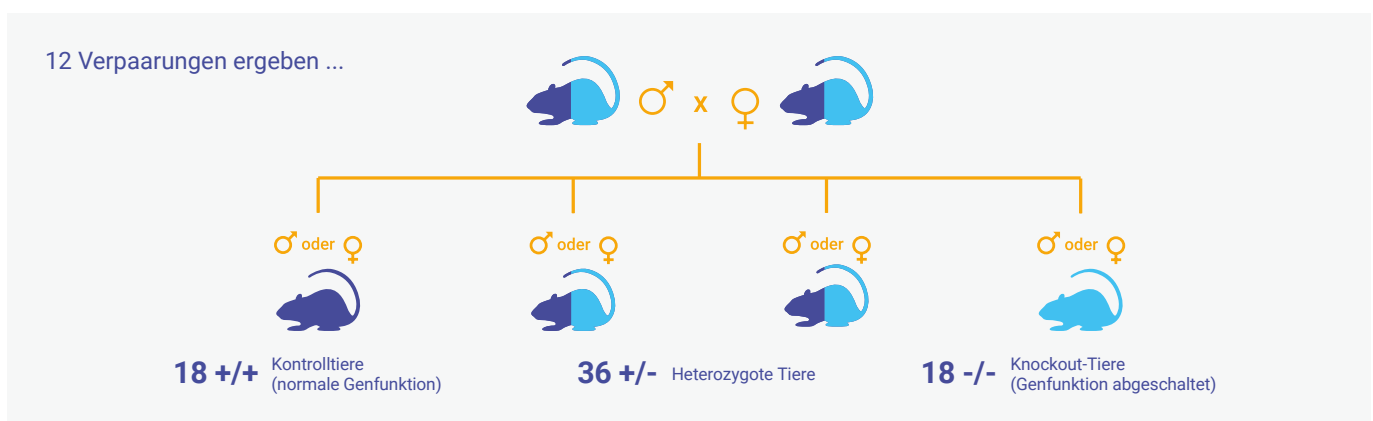 12 Verpaarungen ergeben ...
x
oder
oder
oder
oder
18 +/+ Kontrolltiere
(normale Genfunktion)
36 +/- Heterozygote Tiere
18 -/- Knockout-Tiere
(Genfunktion abgeschaltet)